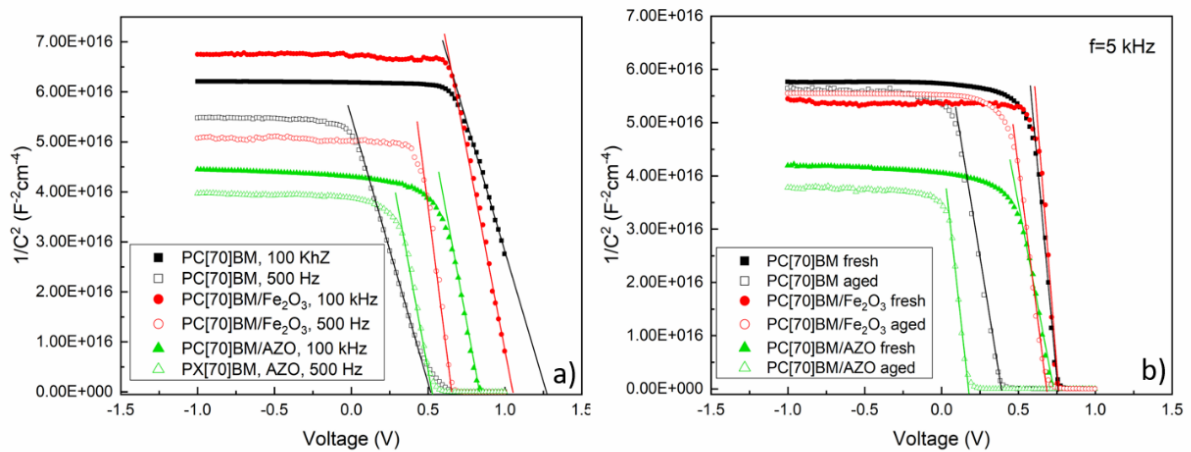 7.00E+016
6.00E+016
5.00E+016
4.00E+016
3.00E+016
2.00E+016
1.00E+016
0.00E+000
1/C² (F⁻²cm⁻⁴)
PC[70]BM, 100 KhZ
PC[70]BM, 500 Hz
PC[70]BM/Fe₂O₃, 100 kHz
PC[70]BM/Fe₂O₃, 500 Hz
PC[70]BM/AZO, 100 kHz
PX[70]BM, AZO, 500 Hz
a)
-1.5 -1.0 -0.5 0.0 0.5 1.0 1.5
Voltage (V)
f=5 kHz
7.00E+016
6.00E+016
5.00E+016
4.00E+016
3.00E+016
2.00E+016
1.00E+016
0.00E+000
1/C² (F⁻²cm⁻⁴)
PC[70]BM fresh
PC[70]BM aged
PC[70]BM/Fe₂O₃ fresh
PC[70]BM/Fe₂O₃ aged
PC[70]BM/AZO fresh
PC[70]BM/AZO aged
b)
-1.5 -1.0 -0.5 0.0 0.5 1.0 1.5
Voltage (V)